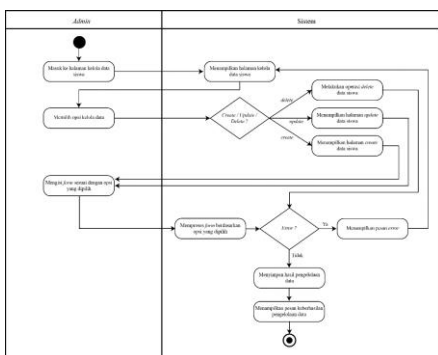 Admin
Sistem
Masuk ke halaman kelola data
siswa
Menampilkan halaman kelola
data siswa
Memilih opsi kelola data
Create / Update /
Delete ?
delete
update
create
Melakukan operasi delete
data siswa
Menampilkan halaman update
data siswa
Menampilkan halaman create
data siswa
Mengisi form sesuai dengan opsi
yang dipilih
Memproses form berdasarkan
opsi yang dipilih
Error ?
Ya
Menampilkan pesan error
Tidak
Menyimpan hasil pengelolaan
data
Menampilkan pesan keberhasilan
pengelolaan data